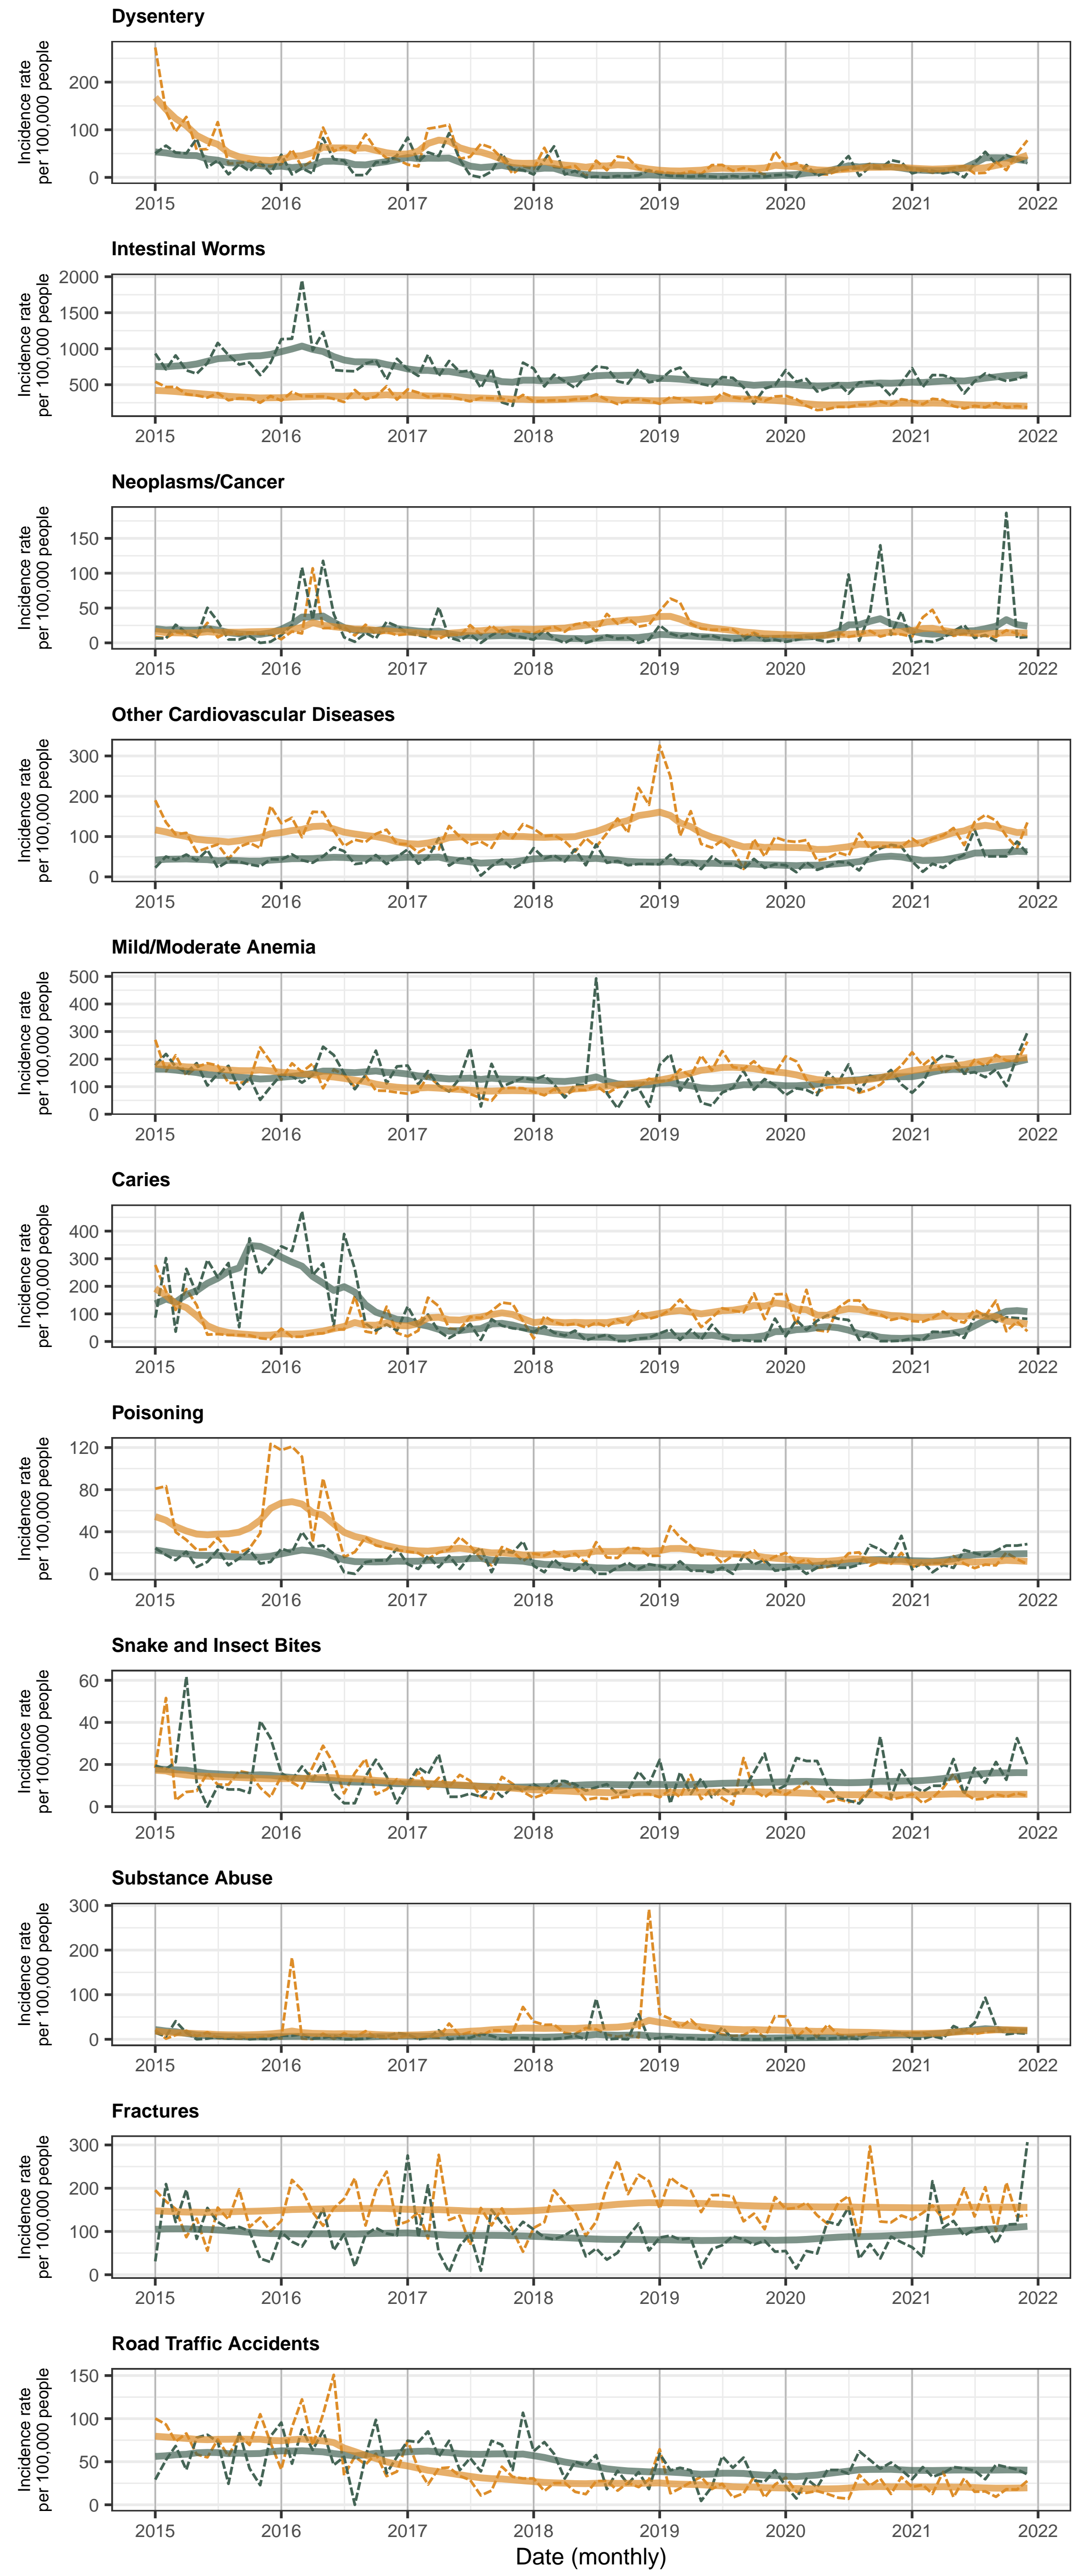 Dysentery
Incidence rate
per 100,000 people
200
100
0
2015 2016 2017 2018 2019 2020 2021 2022
Intestinal Worms
Incidence rate
per 100,000 people
2000
1500
1000
500
2015 2016 2017 2018 2019 2020 2021 2022
Neoplasms/Cancer
Incidence rate
per 100,000 people
150
100
50
0
2015 2016 2017 2018 2019 2020 2021 2022
Other Cardiovascular Diseases
Incidence rate
per 100,000 people
300
200
100
0
2015 2016 2017 2018 2019 2020 2021 2022
Mild/Moderate Anemia
Incidence rate
per 100,000 people
500
400
300
200
100
0
2015 2016 2017 2018 2019 2020 2021 2022
Caries
Incidence rate
per 100,000 people
400
300
200
100
0
2015 2016 2017 2018 2019 2020 2021 2022
Poisoning
Incidence rate
per 100,000 people
120
80
40
0
2015 2016 2017 2018 2019 2020 2021 2022
Snake and Insect Bites
Incidence rate
per 100,000 people
60
40
20
0
2015 2016 2017 2018 2019 2020 2021 2022
Substance Abuse
Incidence rate
per 100,000 people
300
200
100
0
2015 2016 2017 2018 2019 2020 2021 2022
Fractures
Incidence rate
per 100,000 people
300
200
100
0
2015 2016 2017 2018 2019 2020 2021 2022
Road Traffic Accidents
Incidence rate
per 100,000 people
150
100
50
0
2015 2016 2017 2018 2019 2020 2021 2022
Date (monthly)